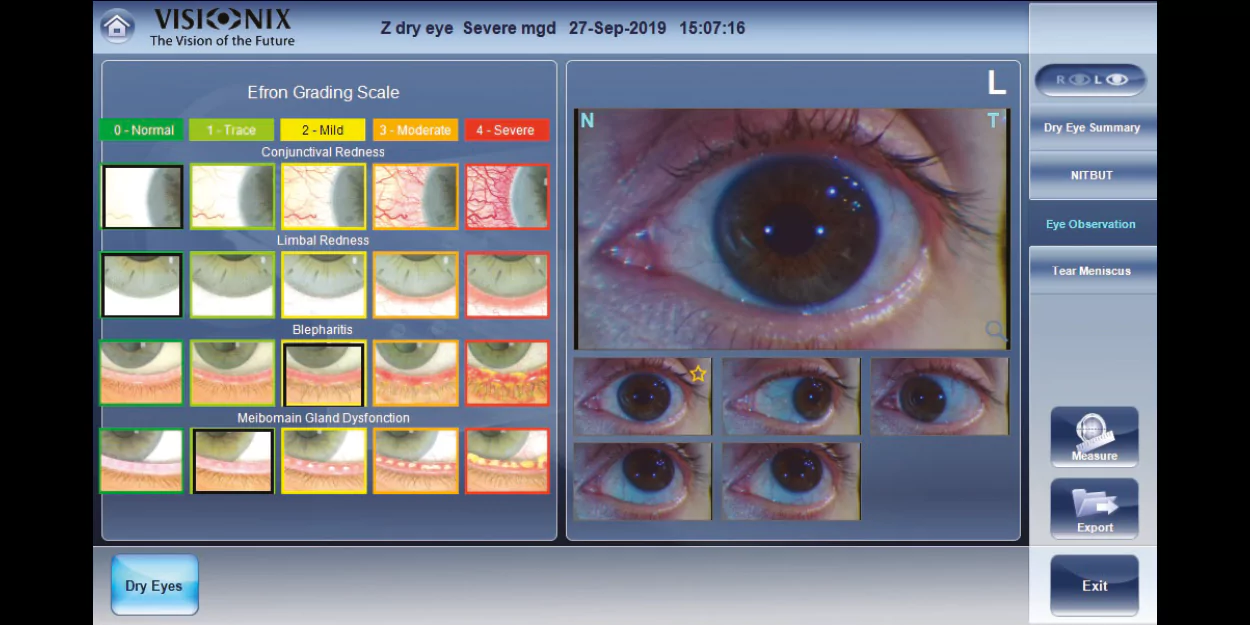 VISIONIX
The Vision of the Future
Z dry eye Severe mgd 27-Sep-2019 15:07:16
Efron Grading Scale
0 - Normal 1 - Trace 2 - Mild 3 - Moderate 4 - Severe
Conjunctival Redness
Limbal Redness
Blepharitis
Meibomain Gland Dysfonction
L
N T
R L
Dry Eye Summary
NITBUT
Eye Observation
Tear Meniscus
Measure
Export
Dry Eyes
Exit